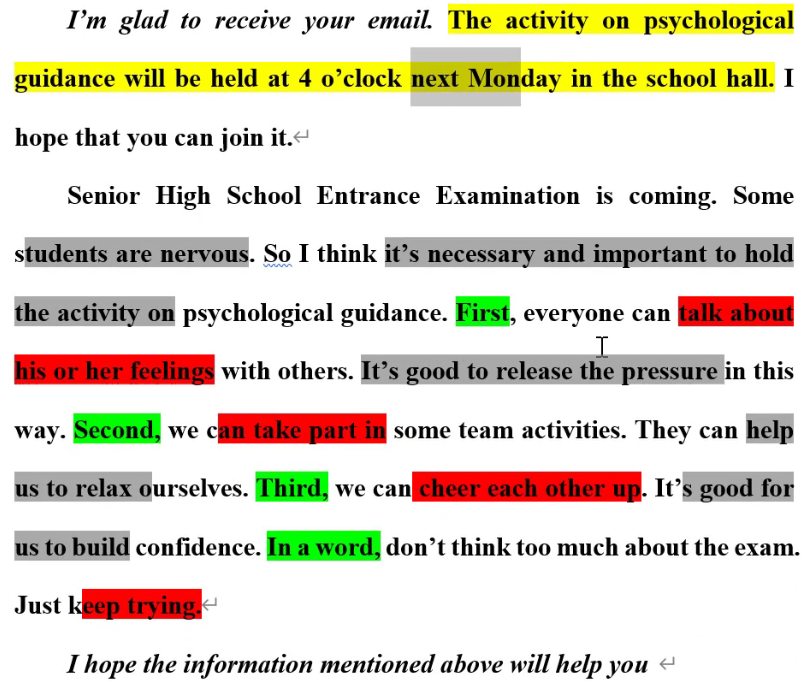 I'm glad to receive your email. The activity on psychological
guidance will be held at 4 o'clock next Monday in the school hall. I
hope that you can join it.
Senior High School Entrance Examination is coming. Some
students are nervous. So I think it's necessary and important to hold
the activity on psychological guidance. First, everyone can talk about
his or her feelings with others. It's good to release the pressure in this
way. Second, we can take part in some team activities. They can help
us to relax ourselves. Third, we can cheer each other up. It's good for
us to build confidence. In a word, don't think too much about the exam.
Just keep trying.
I hope the information mentioned above will help you